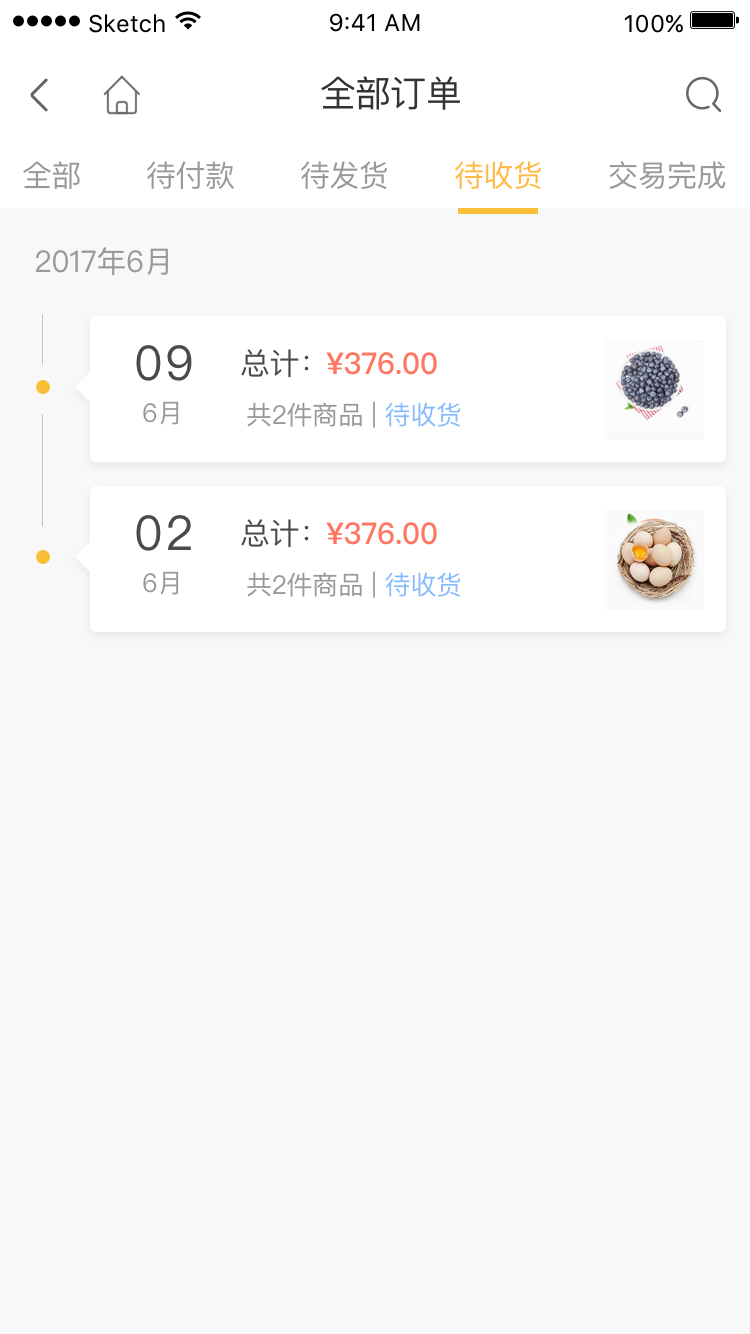 ●●●●● Sketch 9:41 AM 100%
全部订单
全部 待付款 待发货 待收货 交易完成
2017年6月
09 总计：¥376.00
6月 共2件商品 | 待收货
02 总计：¥376.00
6月 共2件商品 | 待收货